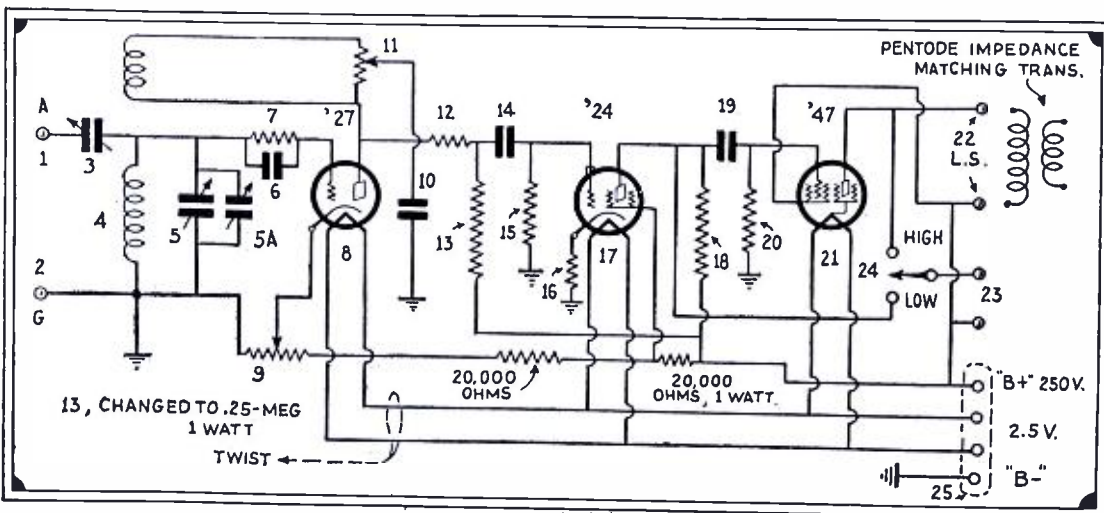 PENTODE IMPEDANCE
MATCHING TRANS.
11
A
1
3
7
'27
12
14
'24
19
'47
22
L.S.
6
10
4
5
5A
8
13
15
16
17
18
20
21
24
HIGH
LOW
23
2
G
9
20,000
OHMS
20,000
OHMS, 1 WATT.
"B+" 250 V.
13, CHANGED TO .25-MEG
1 WATT
2.5 V.
TWIST
25
"B-"